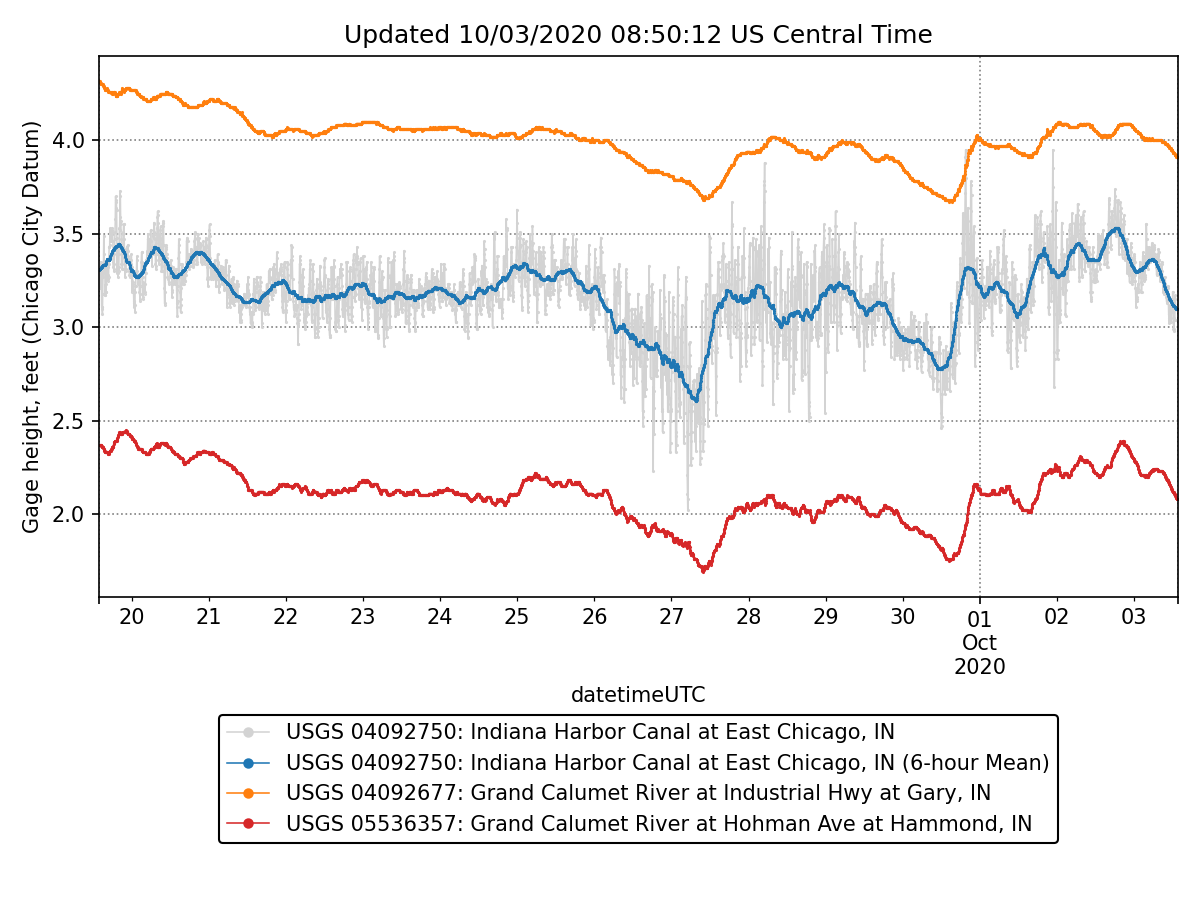 Updated 10/03/2020 08:50:12 US Central Time
Gage height, feet (Chicago City Datum)
4.0
3.5
3.0
2.5
2.0
20 21 22 23 24 25 26 27 28 29 30 01 02 03
Oct
2020
datetimeUTC
USGS 04092750: Indiana Harbor Canal at East Chicago, IN
USGS 04092750: Indiana Harbor Canal at East Chicago, IN (6-hour Mean)
USGS 04092677: Grand Calumet River at Industrial Hwy at Gary, IN
USGS 05536357: Grand Calumet River at Hohman Ave at Hammond, IN